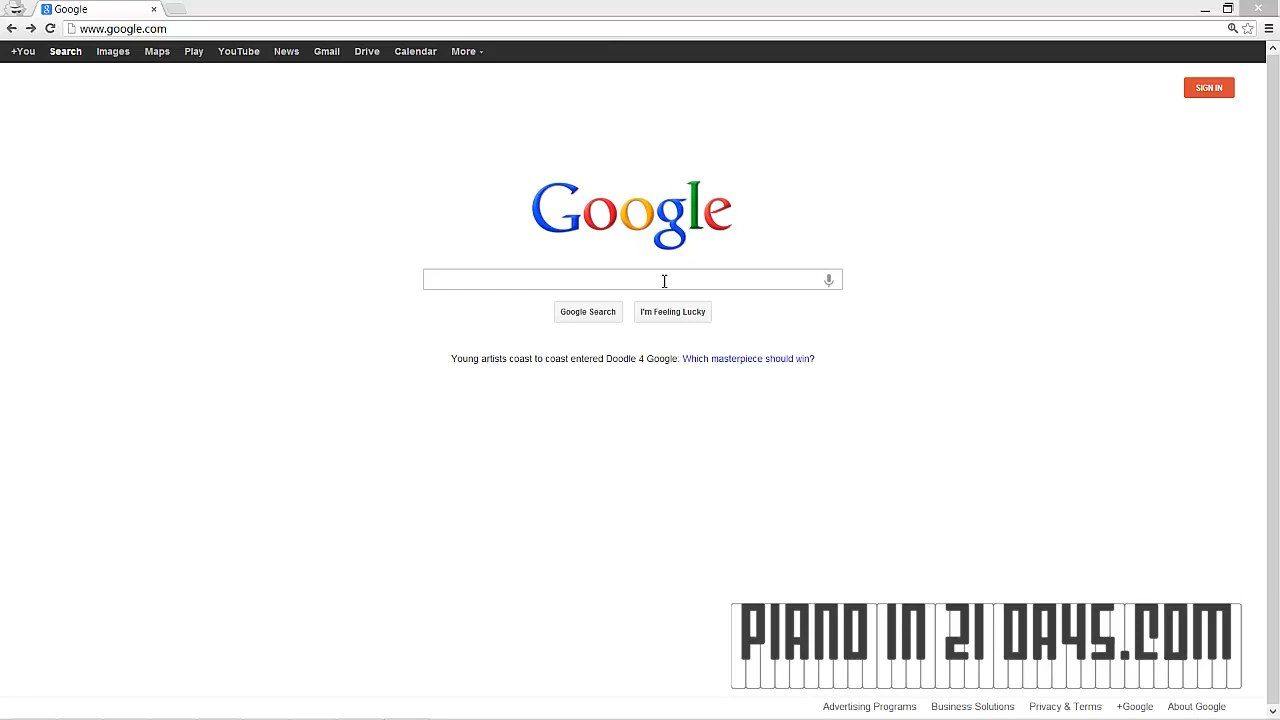 Google
www.google.com
+You Search Images Maps Play YouTube News Gmail Drive Calendar More
SIGN IN
Google
Google Search I'm Feeling Lucky
Young artists coast to coast entered Doodle 4 Google: Which masterpiece should win?
PIANO IN 21 DAYS.COM
Advertising Programs Business Solutions Privacy & Terms +Google About Google